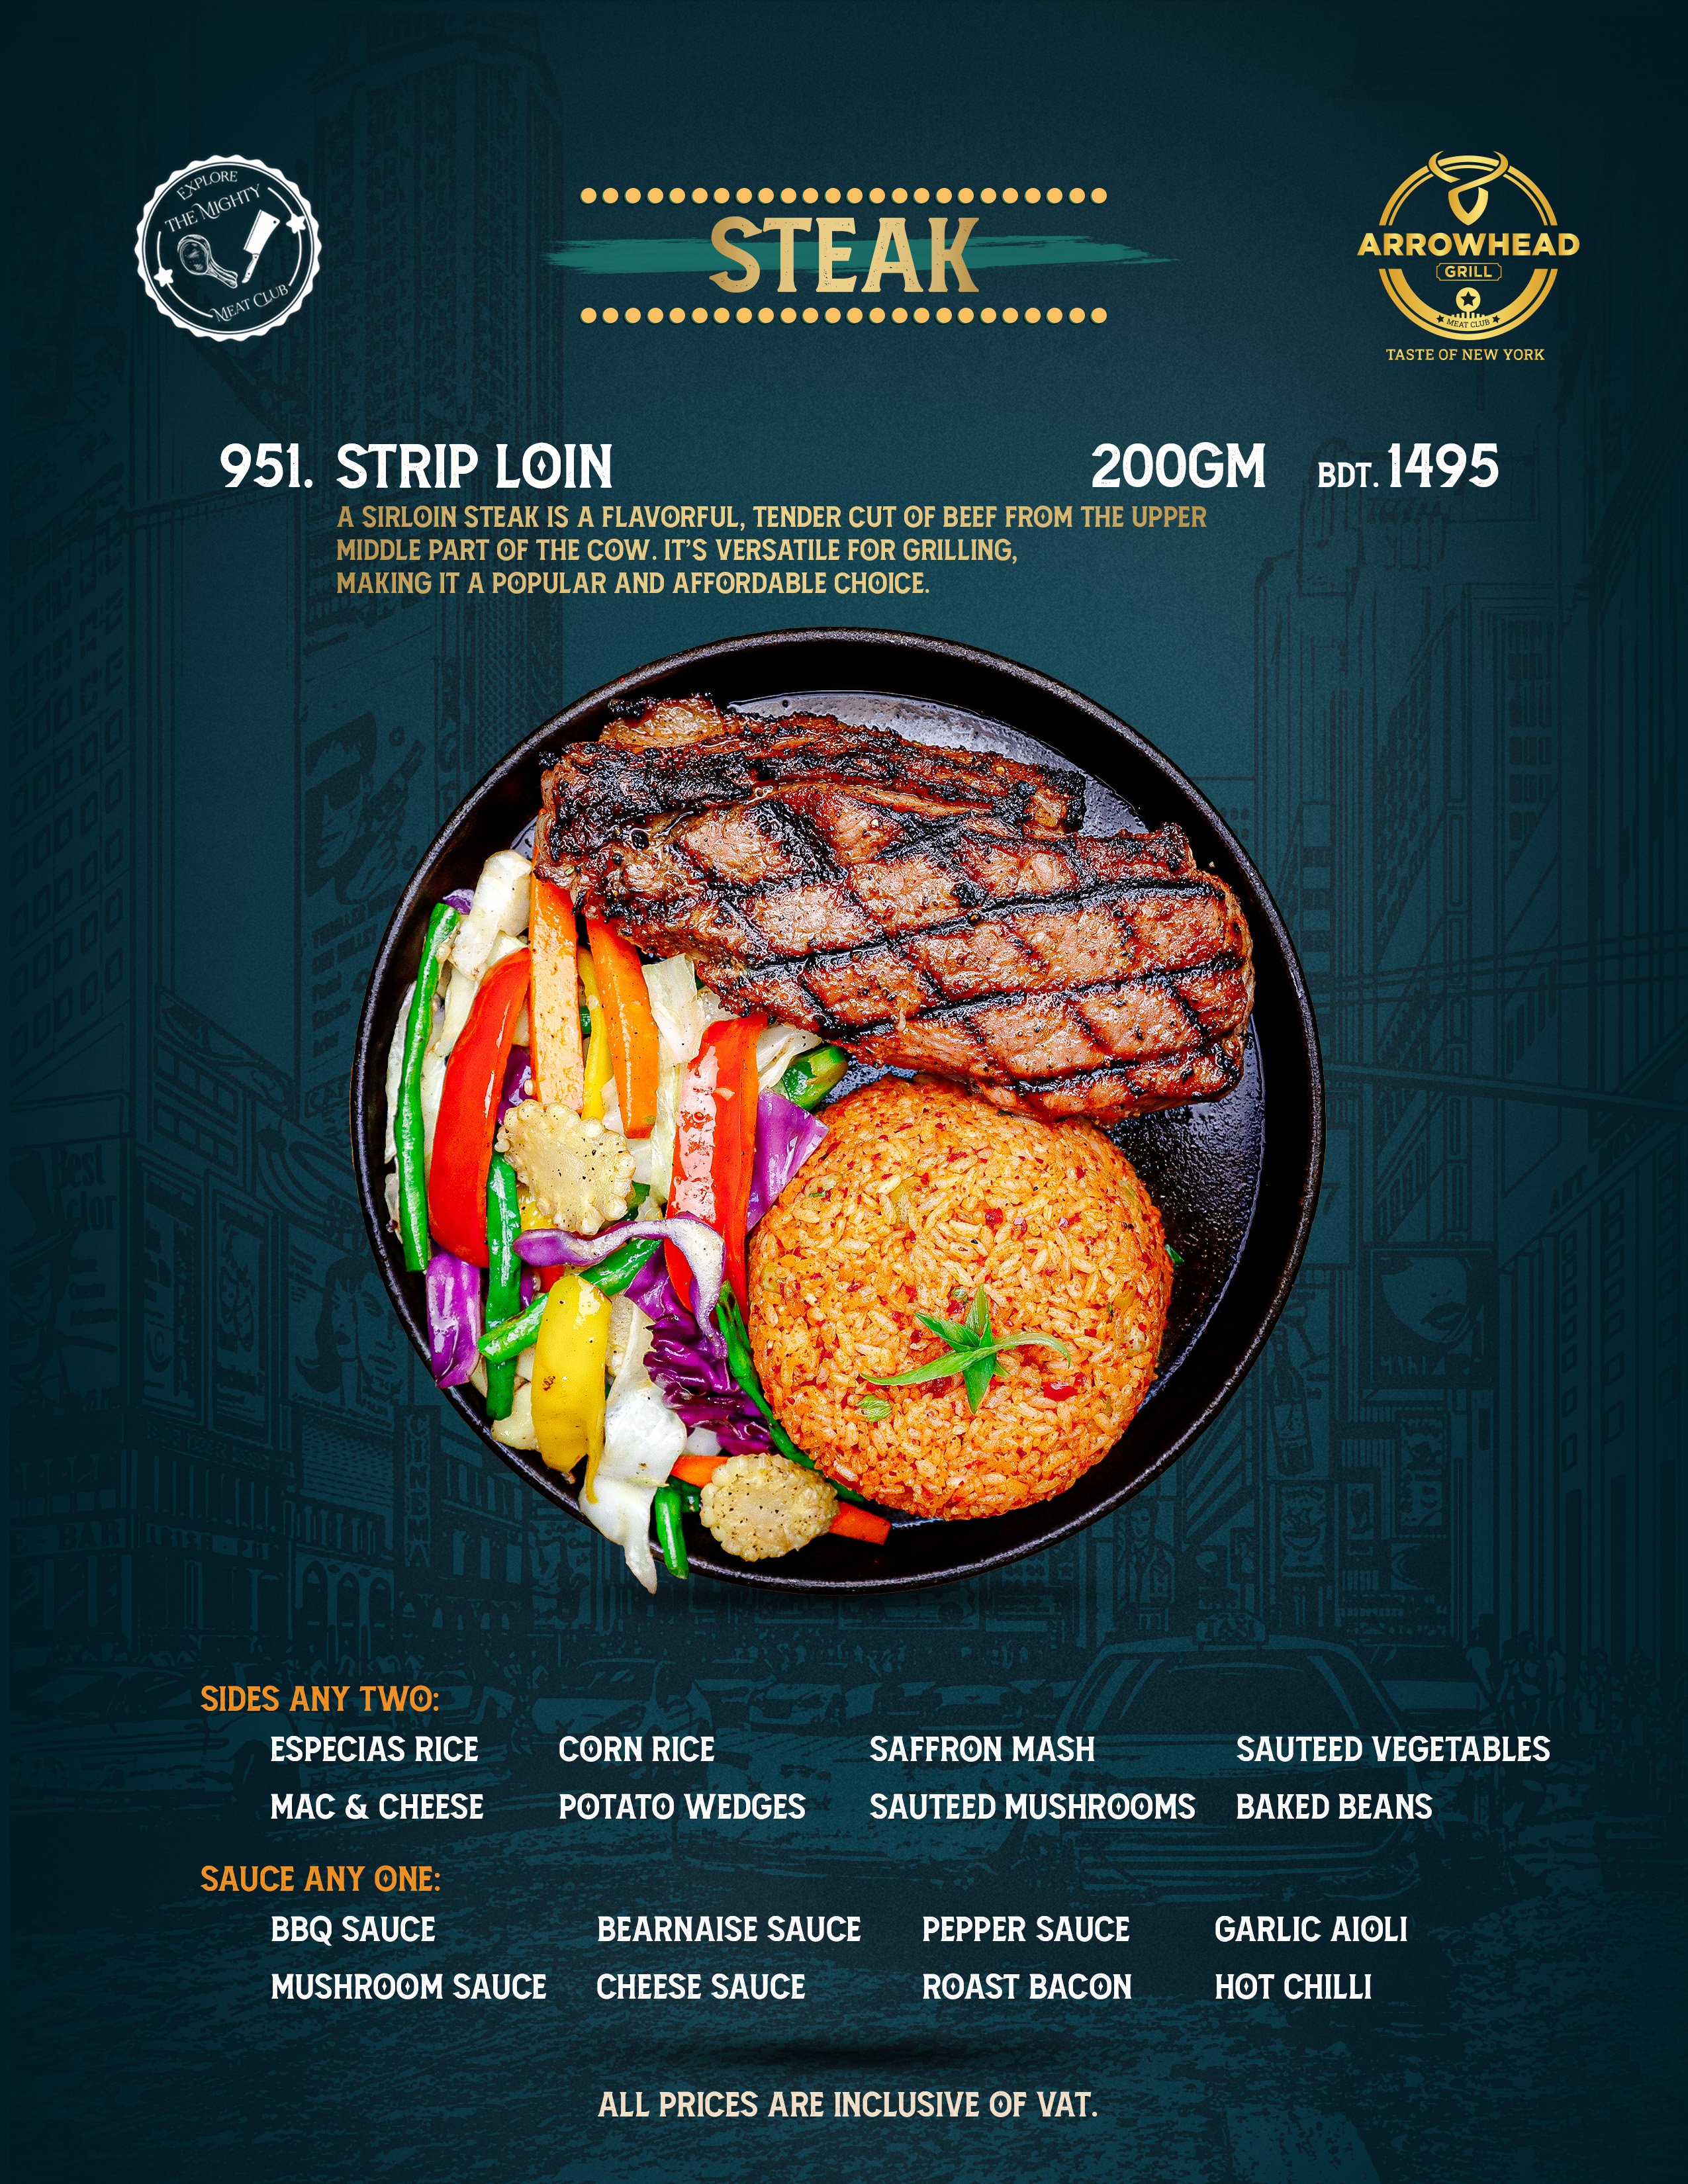 EXPLORE
THE MIGHTY
MEAT CLUB
STEAK
ARROWHEAD
GRILL
MEAT CLUB
TASTE OF NEW YORK
951. STRIP LOIN 200GM BDT. 1495
A SIRLOIN STEAK IS A FLAVORFUL, TENDER CUT OF BEEF FROM THE UPPER
MIDDLE PART OF THE COW. IT'S VERSATILE FOR GRILLING,
MAKING IT A POPULAR AND AFFORDABLE CHOICE.
SIDES ANY TWO:
ESPECIAS RICE CORN RICE SAFFRON MASH SAUTEED VEGETABLES
MAC & CHEESE POTATO WEDGES SAUTEED MUSHROOMS BAKED BEANS
SAUCE ANY ONE:
BBQ SAUCE BEARNAISE SAUCE PEPPER SAUCE GARLIC AIOLI
MUSHROOM SAUCE CHEESE SAUCE ROAST BACON HOT CHILLI
ALL PRICES ARE INCLUSIVE OF VAT.
CINEMA